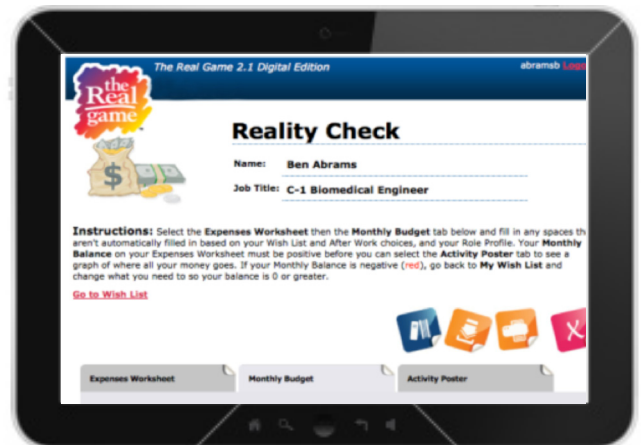 The Real Game 2.1 Digital Edition
abramsb Logo
the
Real
game
Reality Check
Name: Ben Abrams
Job Title: C-1 Biomedical Engineer
Instructions: Select the Expenses Worksheet then the Monthly Budget tab below and fill in any spaces th
aren't automatically filled in based on your Wish List and After Work choices, and your Role Profile. Your Monthly
Balance on your Expenses Worksheet must be positive before you can select the Activity Poster tab to see a
graph of where all your money goes. If your Monthly Balance is negative (red), go back to My Wish List and
change what you need to so your balance is 0 or greater.
Go to Wish List
Expenses Worksheet
Monthly Budget
Activity Poster